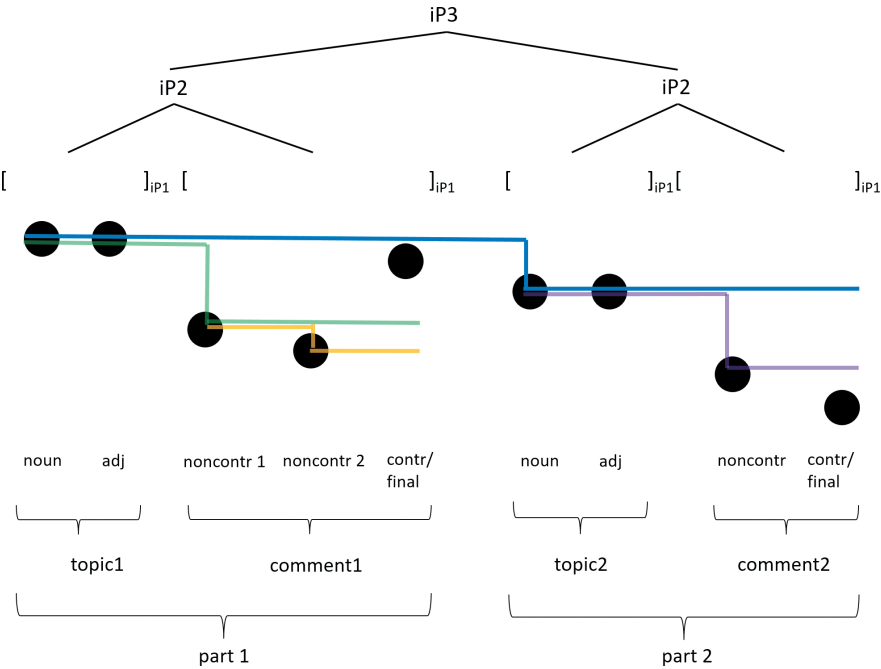 iP3
iP2 iP2
[ ]iP1 [ ]iP1 [ ]iP1[ ]iP1
noun adj noncontr 1 noncontr 2 contr/ noun adj noncontr contr/
final final
topic1 comment1 topic2 comment2
part 1 part 2